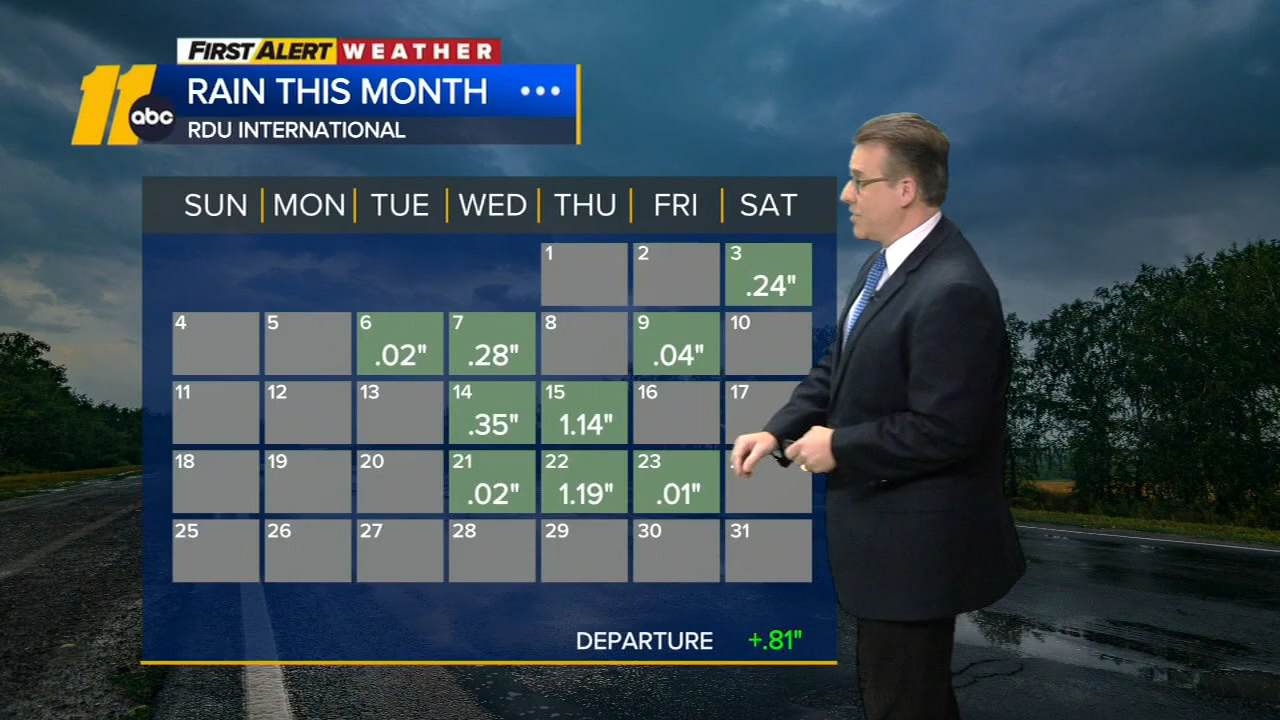 FIRST ALERT WEATHER
11 abc
RAIN THIS MONTH
RDU INTERNATIONAL
SUN MON TUE WED THU FRI SAT
1 2 3
.24"
4 5 6 7 8 9 10
.02" .28" .04"
11 12 13 14 15 16 17
.35" 1.14"
18 19 20 21 22 23
.02" 1.19" .01"
25 26 27 28 29 30 31
DEPARTURE +.81"